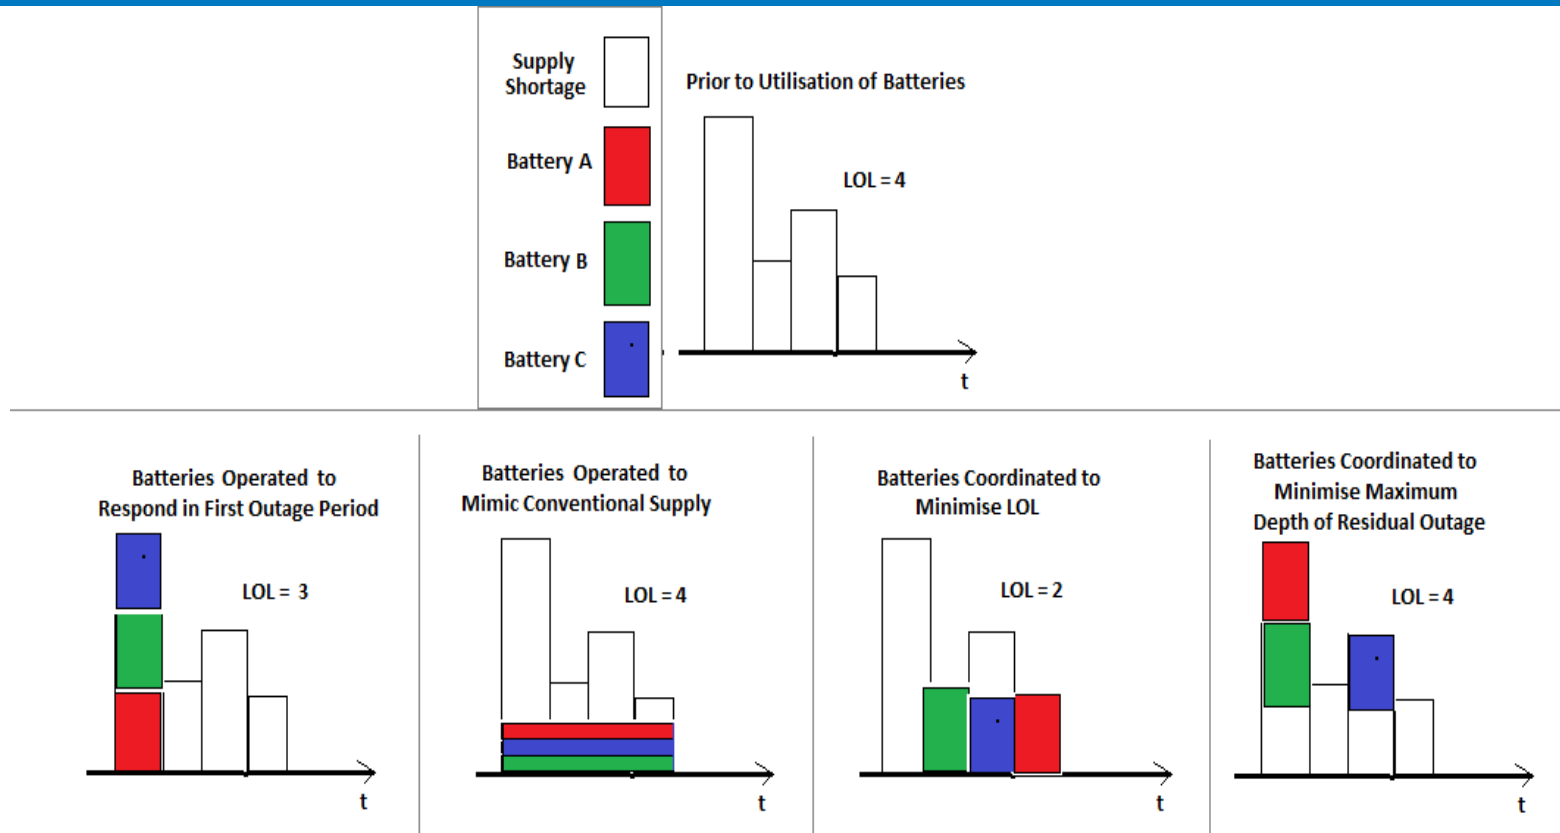 Supply
Shortage
Prior to Utilisation of Batteries
Battery A
LOL = 4
Battery B
Battery C
t
Batteries Operated to
Respond in First Outage Period
LOL = 3
t
Batteries Operated to
Mimic Conventional Supply
LOL = 4
t
Batteries Coordinated to
Minimise LOL
LOL = 2
t
Batteries Coordinated to
Minimise Maximum
Depth of Residual Outage
LOL = 4
t